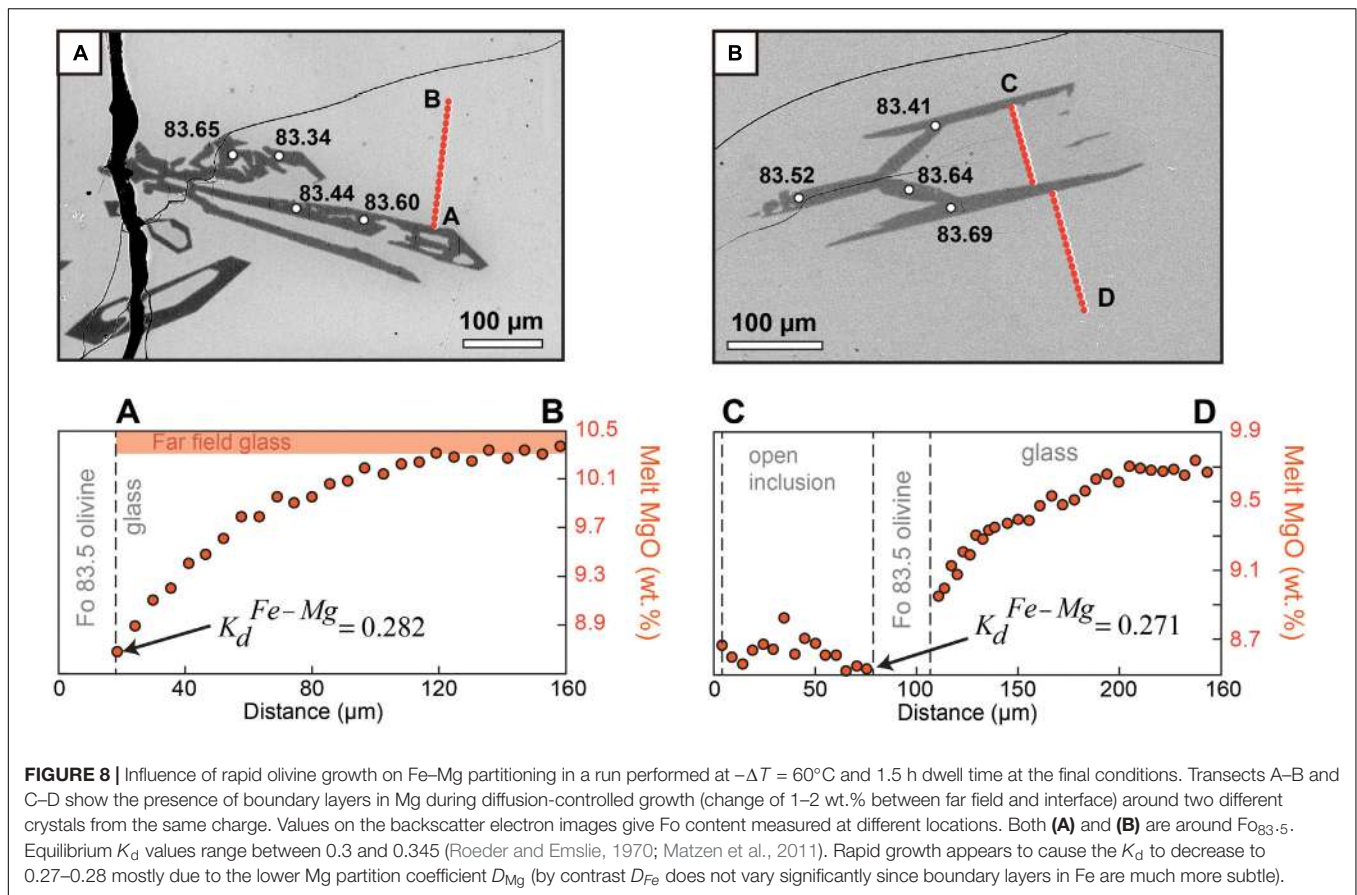 A
B
83.65
83.34
83.44
83.60
A
100 µm
B
C
83.41
83.52
83.64
83.69
D
100 µm
A
B
Far field glass
Fo 83.5 olivine
glass
K_d^{Fe–Mg} = 0.282
10.5
10.1
9.7
9.3
8.9
Melt MgO (wt.%)
0
40
80
120
160
Distance (µm)
C
D
open
inclusion
Fo 83.5 olivine
glass
K_d^{Fe–Mg} = 0.271
9.9
9.5
9.1
8.7
Melt MgO (wt.%)
0
50
100
150
200
160
Distance (µm)
FIGURE 8 | Influence of rapid olivine growth on Fe–Mg partitioning in a run performed at −ΔT = 60°C and 1.5 h dwell time at the final conditions. Transects A–B and
C–D show the presence of boundary layers in Mg during diffusion-controlled growth (change of 1–2 wt.% between far field and interface) around two different
crystals from the same charge. Values on the backscatter electron images give Fo content measured at different locations. Both (A) and (B) are around Fo83.5.
Equilibrium Kd values range between 0.3 and 0.345 (Roeder and Emslie, 1970; Matzen et al., 2011). Rapid growth appears to cause the Kd to decrease to
0.27–0.28 mostly due to the lower Mg partition coefficient DMg (by contrast DFe does not vary significantly since boundary layers in Fe are much more subtle).